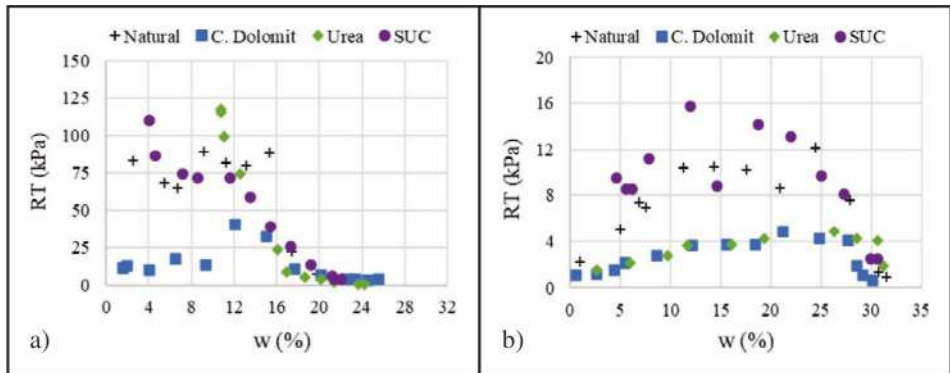 + Natural ■ C. Dolomit ◆ Urea ● SUC
150
125
100
75
50
25
0
RT (kPa)
0 4 8 12 16 20 24 28
w (%)
a)
+ Natural ■ C. Dolomit ◆ Urea ● SUC
20
16
12
8
4
0
RT (kPa)
0 5 10 15 20 25 30 35
w (%)
b)